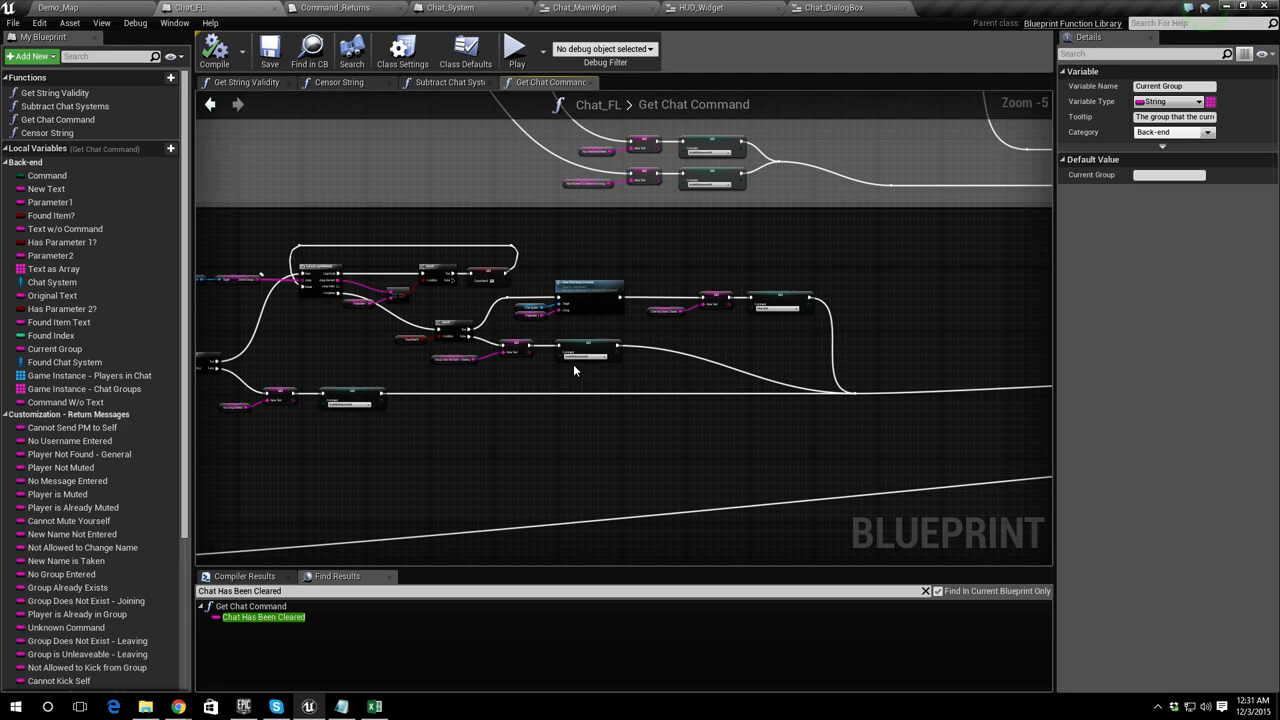 Demo_Map
Chat_FL
Command_Returns
Chat_System
Chat_MainWidget
HUD_Widget
Chat_DialogBox
File
Edit
Asset
View
Debug
Window
Help
Parent class:
Blueprint Function Library
Search For Help
My Blueprint
Add New
Search
Functions
Get String Validity
Subtract Chat Systems
Get Chat Command
Censor String
Local Variables (Get Chat Command)
Back-end
Command
New Text
Parameter1
Found Item?
Text w/o Command
Has Parameter 1?
Parameter2
Text as Array
Chat System
Original Text
Has Parameter 2?
Found Item Text
Found Index
Current Group
Found Chat System
Game Instance - Players in Chat
Game Instance - Chat Groups
Command W/o Text
Customization - Return Messages
Cannot Send PM to Self
No Username Entered
Player Not Found - General
Player Not Muted
No Message Entered
Player is Muted
Player is Already Muted
Cannot Mute Yourself
New Name Not Entered
Not Allowed to Change Name
New Name is Taken
No Group Entered
Group Already Exists
Group Does Not Exist - Joining
Player is Already in Group
Unknown Command
Group Does Not Exist - Leaving
Group is Unleaveable - Leaving
Not Allowed to Kick from Group
Cannot Kick Self
Compile
Save
Find in CB
Search
Class Settings
Class Defaults
Play
No debug object selected
Debug Filter
Get String Validity
Censor String
Subtract Chat Syst
Get Chat Command
Chat_FL > Get Chat Command
Zoom -5
BLUEPRINT
Compiler Results
Find Results
Chat Has Been Cleared
Find In Current Blueprint Only
Get Chat Command
Chat Has Been Cleared
Details
Search
Variable
Variable Name
Current Group
Variable Type
String
Tooltip
The group that the curre
Category
Back-end
Default Value
Current Group
12:31 AM
12/3/2015